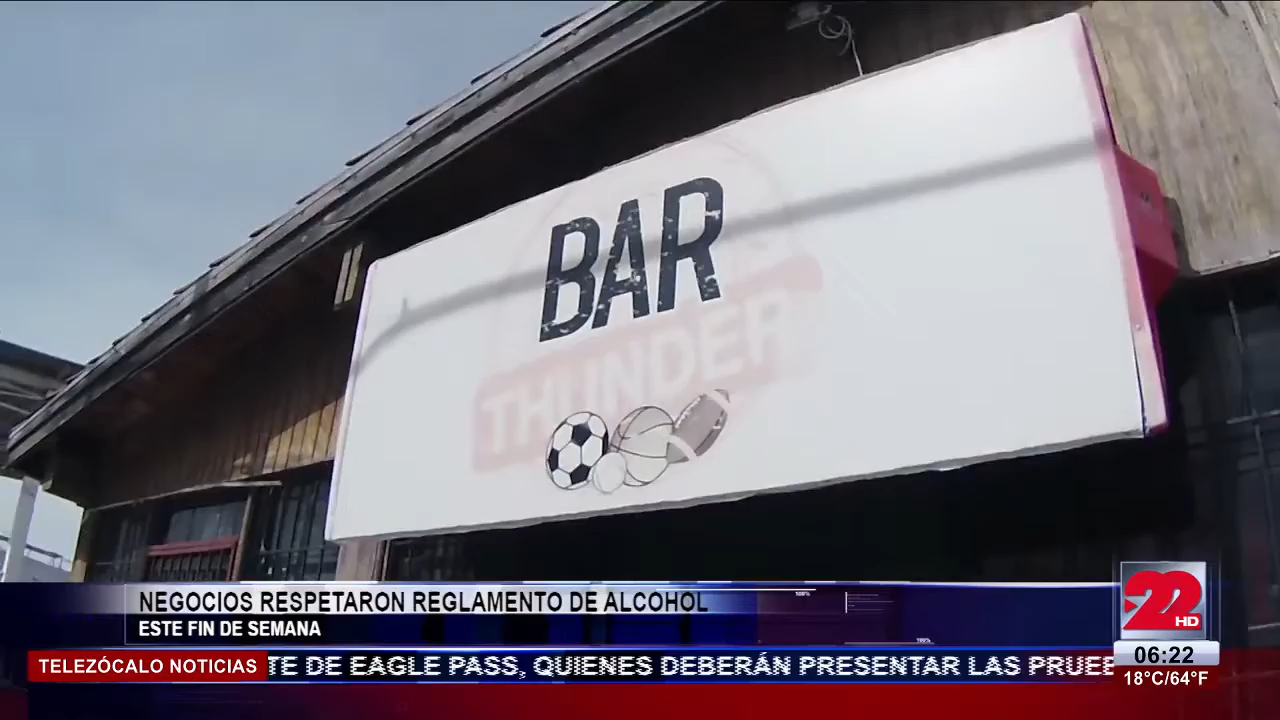 BAR
THUNDER
NEGOCIOS RESPETARON REGLAMENTO DE ALCOHOL
ESTE FIN DE SEMANA
TELEZÓCALO NOTICIAS
TE DE EAGLE PASS, QUIENES DEBERÁN PRESENTAR LAS PRUEB
22
HD
06:22
18°C/64°F